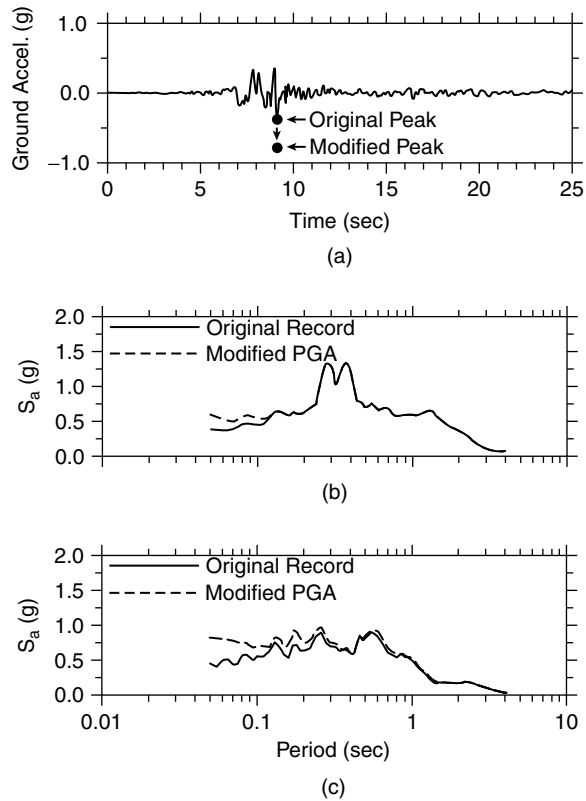 1.0
0.0
−1.0
Ground Accel. (g)
Original Peak
Modified Peak
0 5 10 15 20 25
Time (sec)
(a)
2.0
1.5
1.0
0.5
0.0
Sa (g)
Original Record
Modified PGA
(b)
2.0
1.5
1.0
0.5
0.0
Sa (g)
Original Record
Modified PGA
0.01 0.1 1 10
Period (sec)
(c)